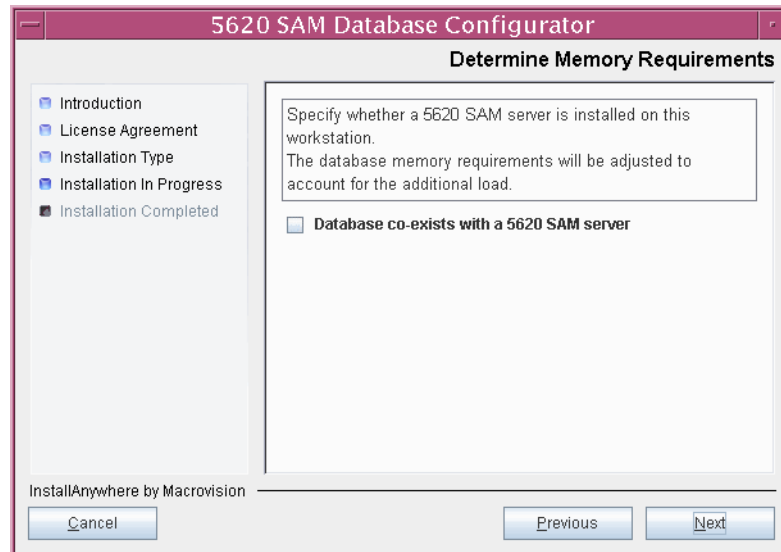 5620 SAM Database Configurator
Determine Memory Requirements
Introduction
License Agreement
Installation Type
Installation In Progress
Installation Completed
Specify whether a 5620 SAM server is installed on this
workstation.
The database memory requirements will be adjusted to
account for the additional load.
Database co-exists with a 5620 SAM server
InstallAnywhere by Macrovision
Cancel
Previous
Next